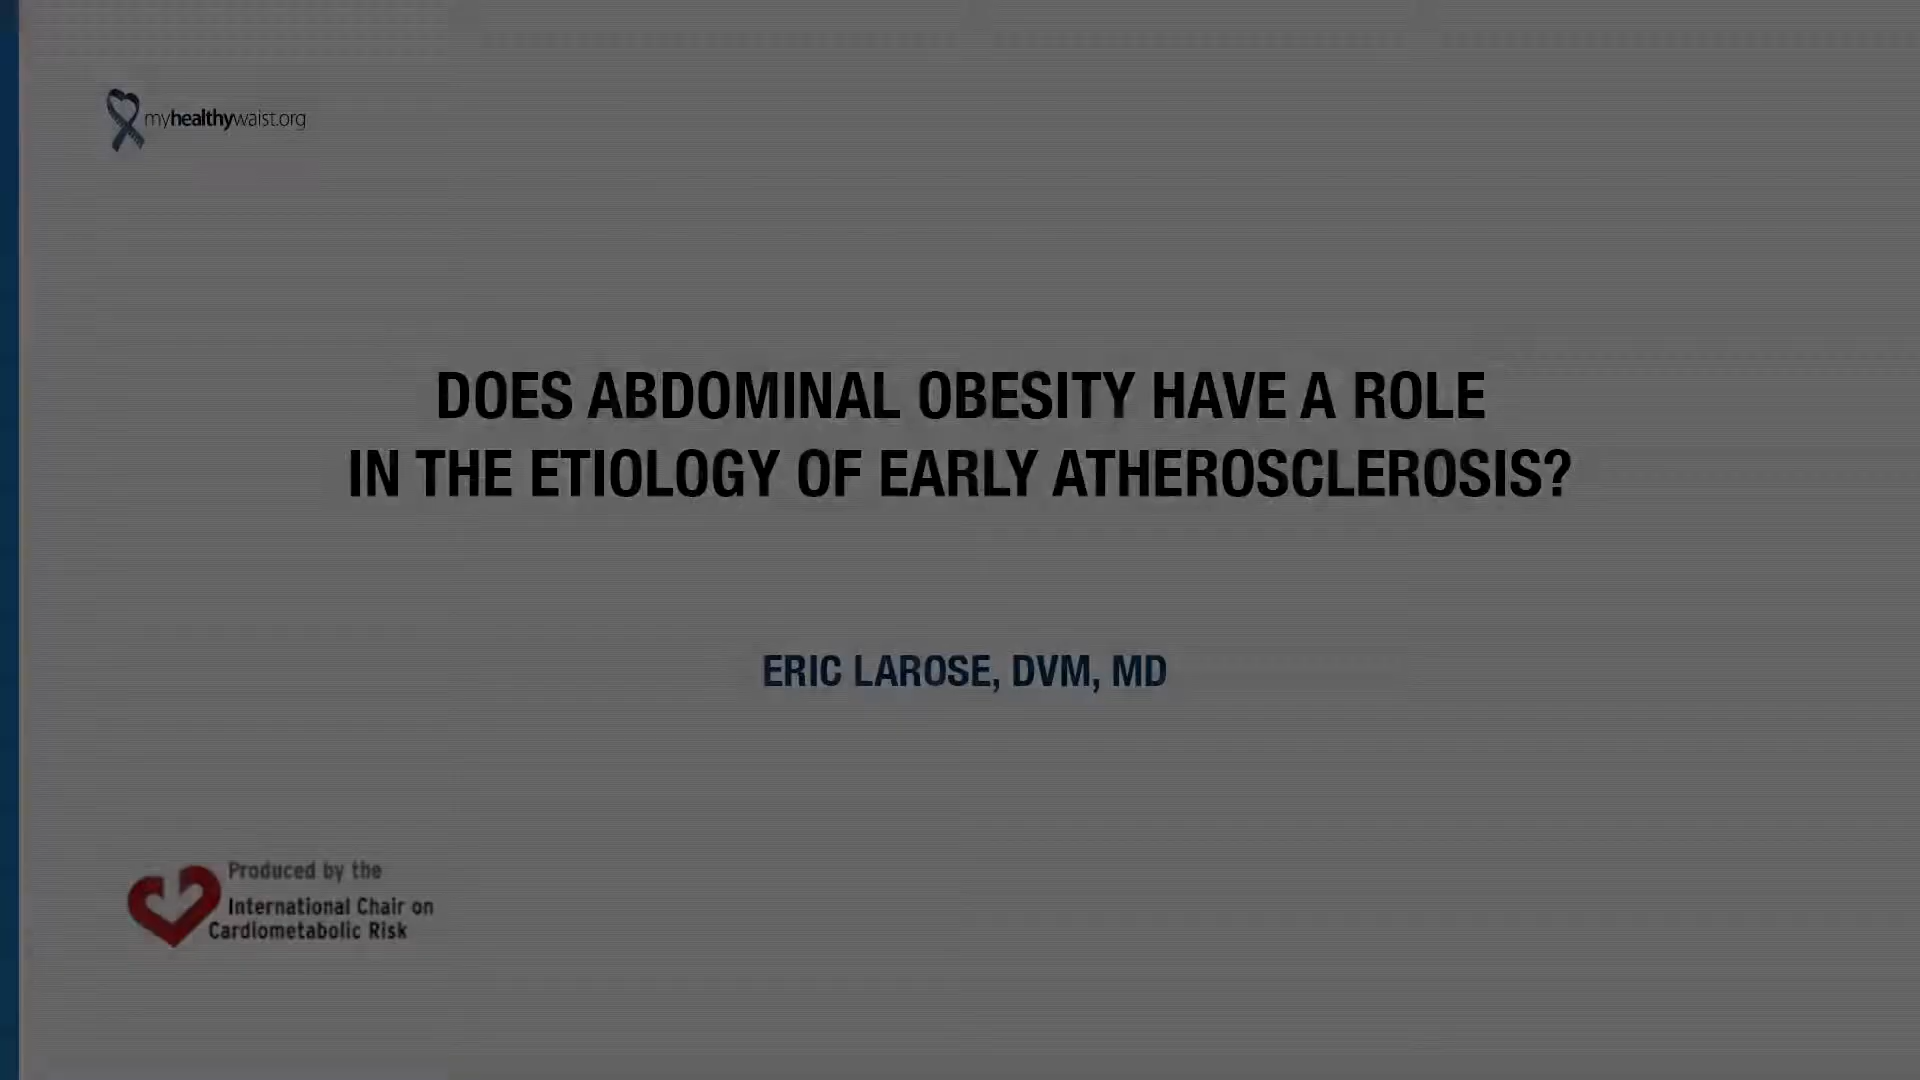 myhealthywaist.org
DOES ABDOMINAL OBESITY HAVE A ROLE
IN THE ETIOLOGY OF EARLY ATHEROSCLEROSIS?
ERIC LAROSE, DVM, MD
Produced by the
International Chair on
Cardiometabolic Risk